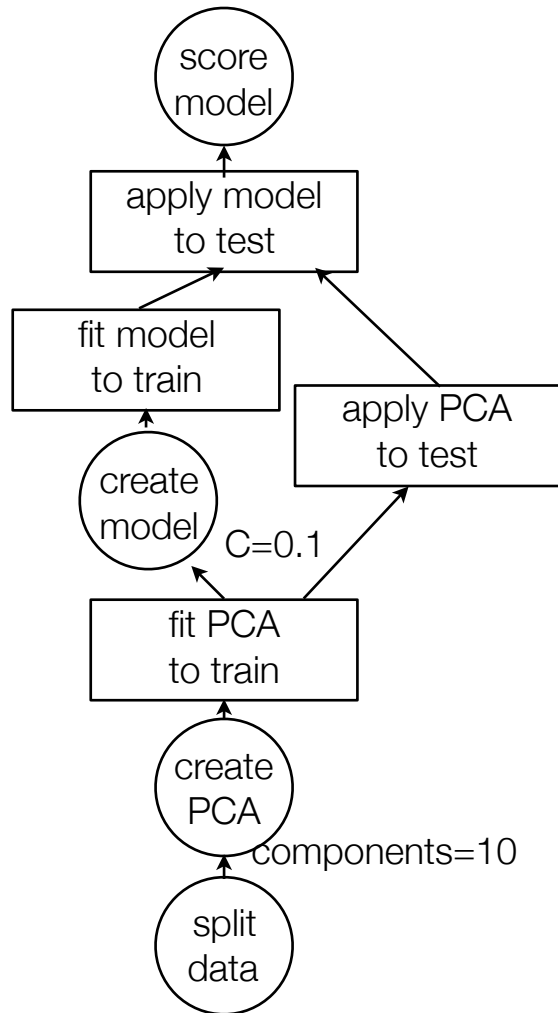 score
model
apply model
to test
fit model
to train
apply PCA
to test
create
model
C=0.1
fit PCA
to train
create
PCA
components=10
split
data